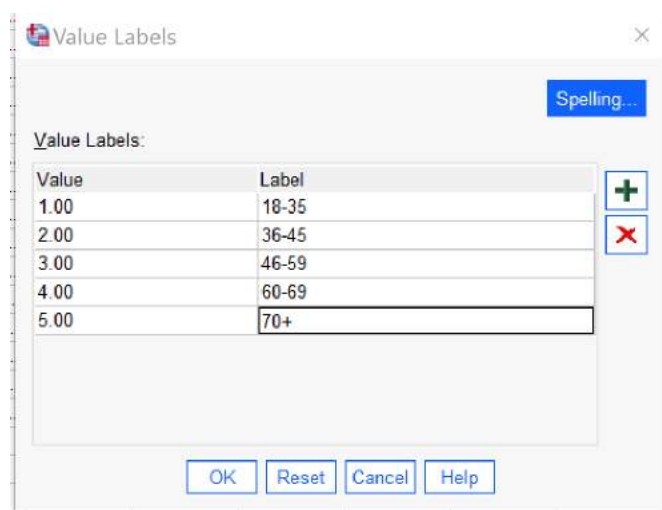 Value Labels
Spelling...
Value Labels:
Value Label
1.00 18-35
2.00 36-45
3.00 46-59
4.00 60-69
5.00 70+
OK Reset Cancel Help